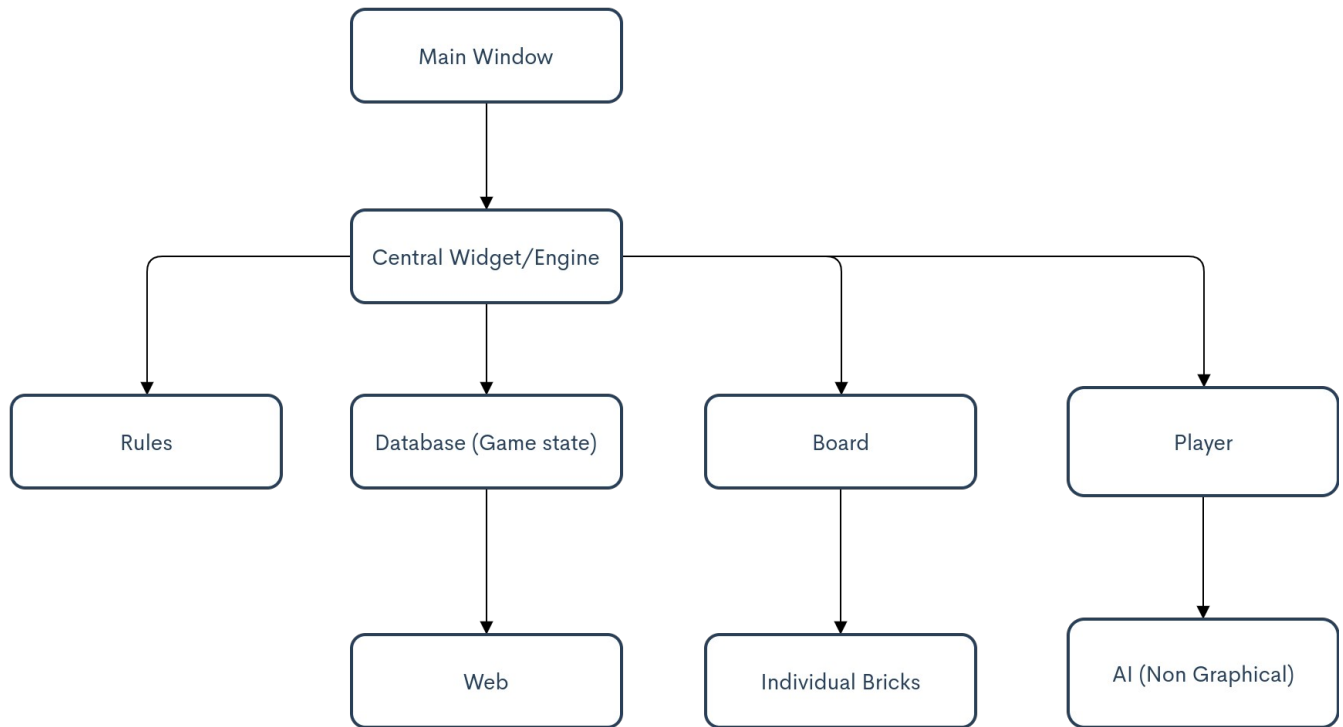 Main Window
Central Widget/Engine
Rules
Database (Game state)
Board
Player
Web
Individual Bricks
AI (Non Graphical)